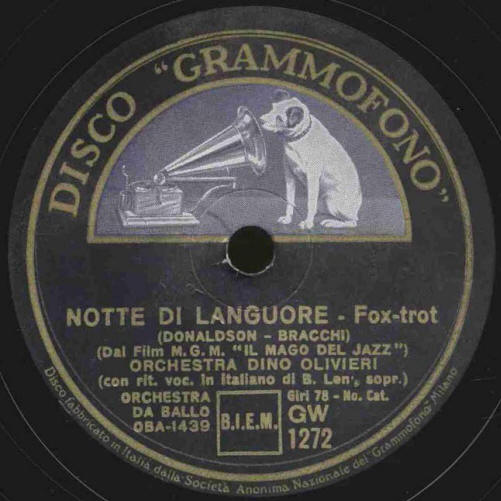 DISCO "GRAMMOFONO"
NOTTE DI LANGUORE - Fox-trot
(DONALDSON - BRACCHI)
(Dal Film M.G.M. "IL MAGO DEL JAZZ")
ORCHESTRA DINO OLIVIERI
(con rit. voc. in italiano di B. Len, sopr.)
ORCHESTRA
DA BALLO
OBA-1439
B.I.E.M.
Giri 78 - No. Cat.
GW
1272
Disco fabbricato in Italia dalla Società Anonima Nazionale del "Grammofono" - Milano